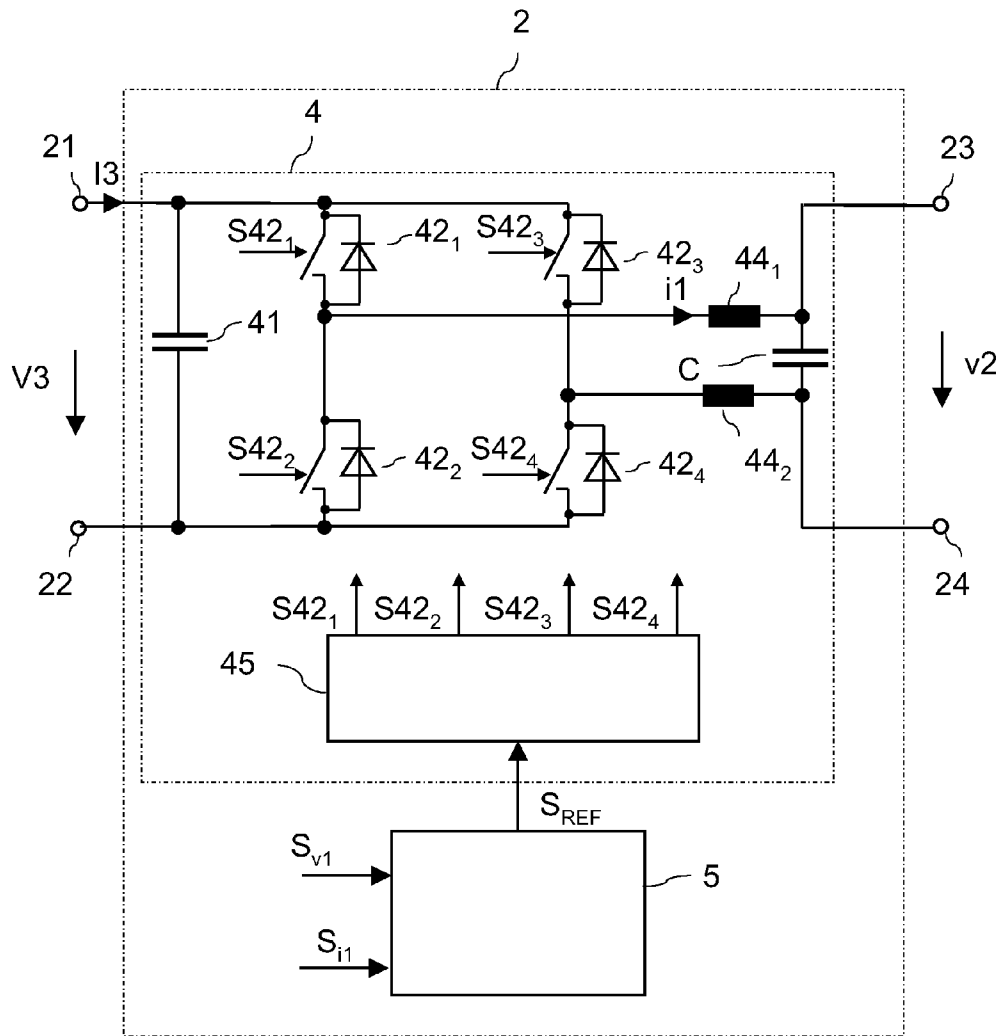 2
4
21
I3
23
S42₁
42₁
S42₃
42₃
44₁
i1
41
V3
C
v2
S42₂
42₂
S42₄
42₄
44₂
22
24
S42₁ S42₂ S42₃ S42₄
45
S_REF
S_v1
5
S_i1